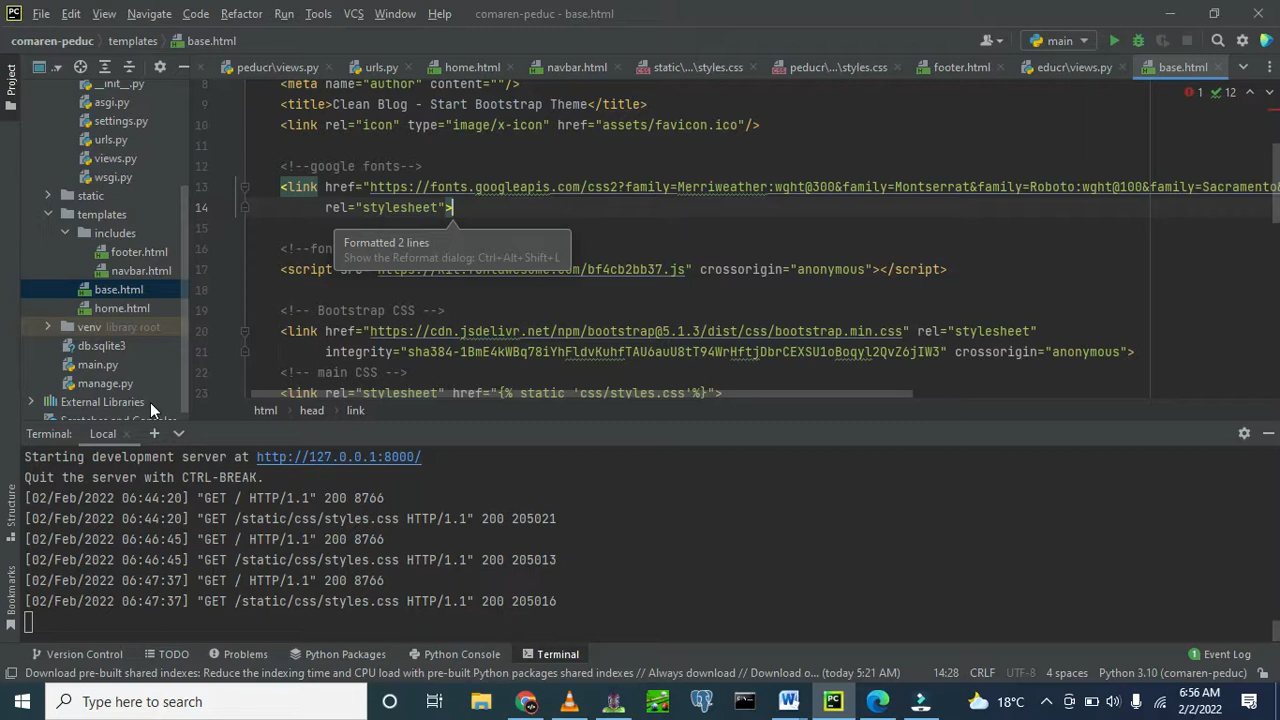 PC File Edit View Navigate Code Refactor Run Tools VCS Window Help comaren-peduc - base.html
comaren-peduc templates base.html main
Project
peducr\views.py urls.py home.html navbar.html static\...\styles.css peducr\...\styles.css footer.html educr\views.py base.html
__init__.py
asgi.py
settings.py
urls.py
views.py
wsgi.py
static
templates
includes
footer.html
navbar.html
base.html
home.html
venv library root
db.sqlite3
main.py
manage.py
External Libraries
1 12
8 <meta name="author" content=""/>
9 <title>Clean Blog - Start Bootstrap Theme</title>
10 <link rel="icon" type="image/x-icon" href="assets/favicon.ico"/>
11
12 <!--google fonts-->
13 <link href="https://fonts.googleapis.com/css2?family=Merriweather:wght@300&family=Montserrat&family=Roboto:wght@100&family=Sacramento&
14 rel="stylesheet">
15
16 <!--fon
17 <script src="https://kit.fontawesome.com/bf4cb2bb37.js" crossorigin="anonymous"></script>
18
19 <!-- Bootstrap CSS -->
20 <link href="https://cdn.jsdelivr.net/npm/bootstrap@5.1.3/dist/css/bootstrap.min.css" rel="stylesheet"
21 integrity="sha384-1BmE4kWBq78iYhFldvKuhfTAU6auU8tT94WrHftjDbrCEXSU1oBoqyl2QvZ6jIW3" crossorigin="anonymous">
22 <!-- main CSS -->
23 <link rel="stylesheet" href="{% static 'css/styles.css'%}">
Formatted 2 lines
Show the Reformat dialog: Ctrl+Alt+Shift+L
html head link
Terminal: Local
Starting development server at http://127.0.0.1:8000/
Quit the server with CTRL-BREAK.
[02/Feb/2022 06:44:20] "GET / HTTP/1.1" 200 8766
[02/Feb/2022 06:44:20] "GET /static/css/styles.css HTTP/1.1" 200 205021
[02/Feb/2022 06:46:45] "GET / HTTP/1.1" 200 8766
[02/Feb/2022 06:46:45] "GET /static/css/styles.css HTTP/1.1" 200 205013
[02/Feb/2022 06:47:37] "GET / HTTP/1.1" 200 8766
[02/Feb/2022 06:47:37] "GET /static/css/styles.css HTTP/1.1" 200 205016
Structure
Bookmarks
Version Control TODO Problems Python Packages Python Console Terminal 1 Event Log
Download pre-built shared indexes: Reduce the indexing time and CPU load with pre-built Python packages shared indexes // Always download // Download o... (today 5:21 AM) 14:28 CRLF UTF-8 4 spaces Python 3.10 (comaren-peduc)
Type here to search
18°C
6:56 AM
2/2/2022